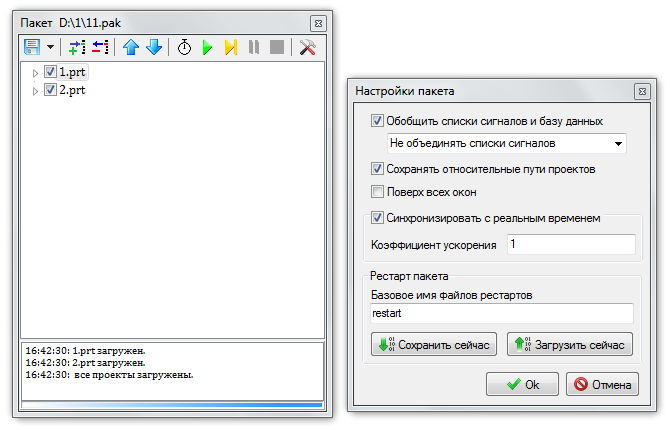 Пакет D:\1\11.pak
1.prt
2.prt
16:42:30: 1.prt загружен.
16:42:30: 2.prt загружен.
16:42:30: все проекты загружены.
Настройки пакета
Обобщить списки сигналов и базу данных
Не объединять списки сигналов
Сохранять относительные пути проектов
Поверх всех окон
Синхронизировать с реальным временем
Коэффициент ускорения 1
Рестарт пакета
Базовое имя файлов рестартов
restart
Сохранить сейчас Загрузить сейчас
Ok Отмена